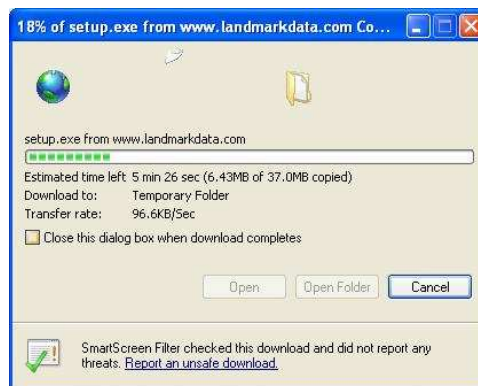 18% of setup.exe from www.landmarkdata.com Co...
setup.exe from www.landmarkdata.com
Estimated time left 5 min 26 sec (6.43MB of 37.0MB copied)
Download to: Temporary Folder
Transfer rate: 96.6KB/Sec
Close this dialog box when download completes
Open Open Folder Cancel
SmartScreen Filter checked this download and did not report any
threats. Report an unsafe download.